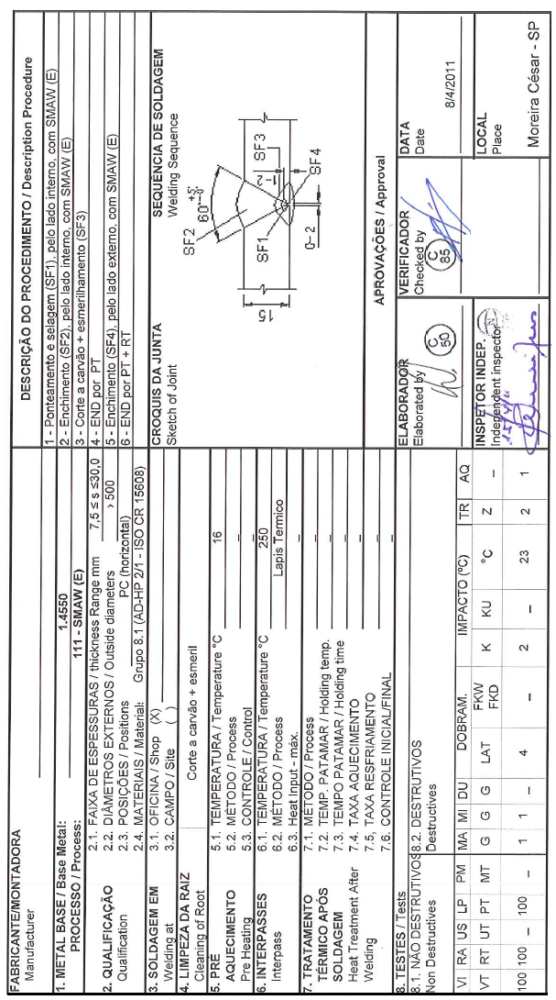 FABRICANTE/MONTADORA
Manufacturer
1. METAL BASE / Base Metal: 1.4550
PROCESSO / Process: 111 - SMAW (E)
2. QUALIFICAÇÃO
Qualification
2.1. FAIXA DE ESPESSURAS / thickness Range mm 7,5 ≤ s ≤30,0
2.2. DIÂMETROS EXTERNOS / Outside diameters > 500
2.3. POSIÇÕES / Positions PC (horizontal)
2.4. MATERIAIS / Material: Grupo 8.1 (AD-HP 2/1 - ISO CR 15608)
3. SOLDAGEM EM
Welding at
3.1. OFICINA / Shop (X)
3.2. CAMPO / Site ( )
4. LIMPEZA DA RAIZ
Cleaning of Root
Corte a carvão + esmeril
5. PRÉ
AQUECIMENTO
Pre Heating
5.1. TEMPERATURA / Temperature °C 16
5.2. MÉTODO / Process –
5.3. CONTROLE / Control –
6. INTERPASSES
Interpass
6.1. TEMPERATURA / Temperature °C 250
6.2. MÉTODO / Process Lapis Termico
6.3. Heat Input - máx. –
7. TRATAMENTO
TÉRMICO APÓS
SOLDAGEM
Heat Treatment After
Welding
7.1. MÉTODO / Process –
7.2. TEMP. PATAMAR / Holding temp. –
7.3. TEMPO PATAMAR / Holding time –
7.4. TAXA AQUECIMENTO –
7.5, TAXA RESFRIAMENTO –
7.6. CONTROLE INICIAL/FINAL –
8. TESTES / Tests
8.1. NÃO DESTRUTIVOS
Non Destructives
8.2. DESTRUTIVOS
Destructives
VI RA US LP PM MA MI DU DOBRAM. IMPACTO (°C) TR AQ
VT RT UT PT MT G G G LAT FKW FKD K KU °C Z –
100 100 – 100 – 1 1 – 4 – 2 – 23 2 1
DESCRIÇÃO DO PROCEDIMENTO / Description Procedure
1 - Ponteamento e selagem (SF1), pelo lado interno, com SMAW (E)
2 - Enchimento (SF2), pelo lado interno, com SMAW (E)
3 - Corte a carvão + esmerilhamento (SF3)
4 - END por PT
5 - Enchimento (SF4), pelo lado externo, com SMAW (E)
6 - END por PT + RT
CROQUIS DA JUNTA
Sketch of Joint
SEQUÊNCIA DE SOLDAGEM
Welding Sequence
60° +5° -0°
SF2
SF1
SF3
SF4
15
1-2
0-2
APROVAÇÕES / Approval
ELABORADOR
Elaborated by
C
50
VERIFICADOR
Checked by
C
85
DATA
Date
8/4/2011
INSPETOR INDEP.
Independent inspector
LOCAL
Place
Moreira César - SP